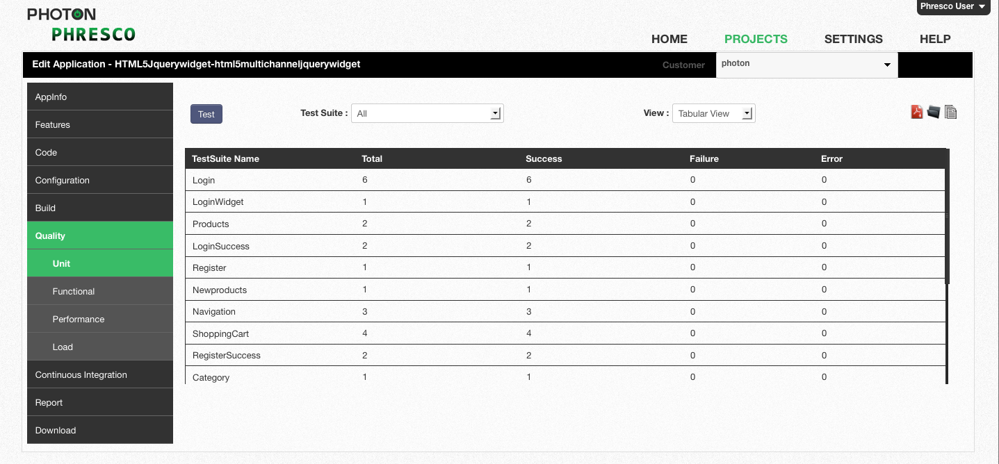 PHOTON
PHRESCO
Phresco User
HOME PROJECTS SETTINGS HELP
Edit Application - HTML5Jquerywidget-html5multichanneljquerywidget Customer photon
AppInfo
Features
Code
Configuration
Build
Quality
Unit
Functional
Performance
Load
Continuous Integration
Report
Download
Test Test Suite : All View : Tabular View
TestSuite Name Total Success Failure Error
Login 6 6 0 0
LoginWidget 1 1 0 0
Products 2 2 0 0
LoginSuccess 2 2 0 0
Register 1 1 0 0
Newproducts 1 1 0 0
Navigation 3 3 0 0
ShoppingCart 4 4 0 0
RegisterSuccess 2 2 0 0
Category 1 1 0 0